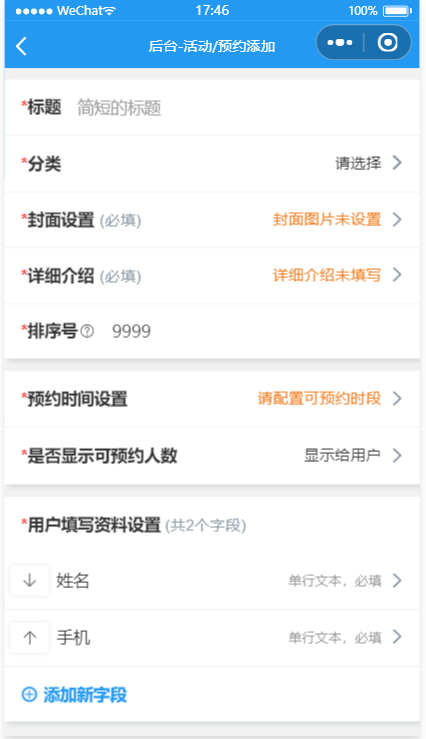 WeChat 17:46 100%
后台-活动/预约添加
*标题 简短的标题
*分类 请选择
*封面设置 (必填) 封面图片未设置
*详细介绍 (必填) 详细介绍未填写
*排序号 9999
*预约时间设置 请配置可预约时段
*是否显示可预约人数 显示给用户
*用户填写资料设置 (共2个字段)
姓名 单行文本，必填
手机 单行文本，必填
添加新字段